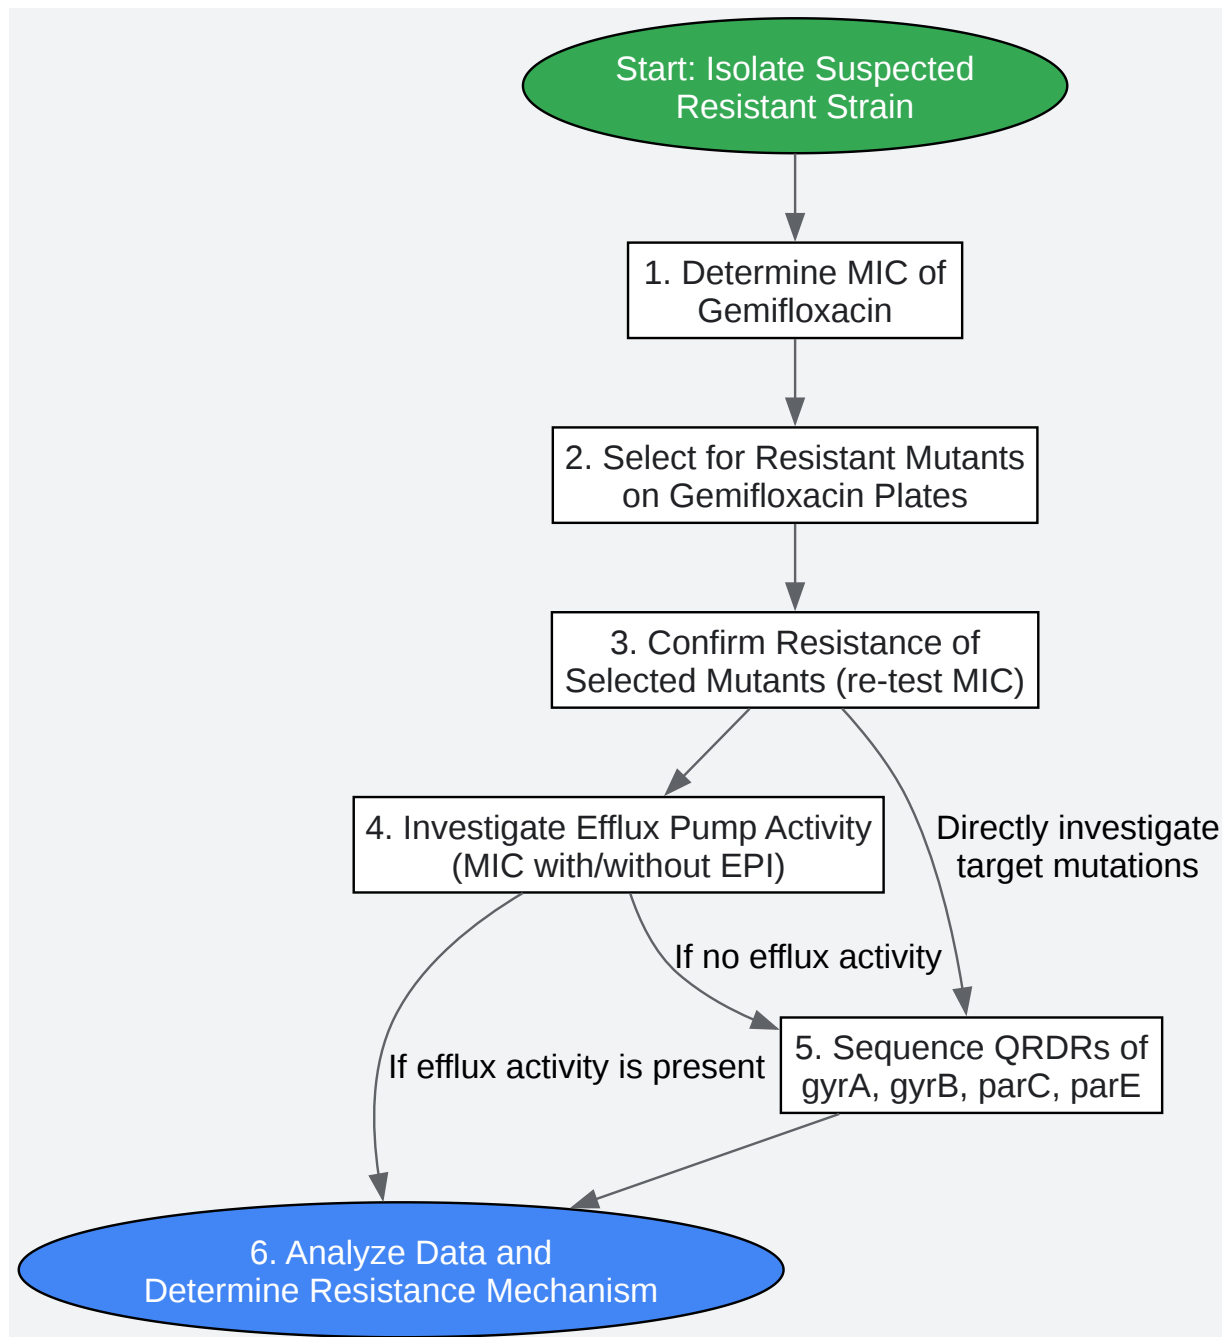 Start: Isolate Suspected
Resistant Strain
1. Determine MIC of
Gemifloxacin
2. Select for Resistant Mutants
on Gemifloxacin Plates
3. Confirm Resistance of
Selected Mutants (re-test MIC)
4. Investigate Efflux Pump Activity
(MIC with/without EPI)
Directly investigate
target mutations
If no efflux activity
If efflux activity is present
5. Sequence QRDRs of
gyrA, gyrB, parC, parE
6. Analyze Data and
Determine Resistance Mechanism